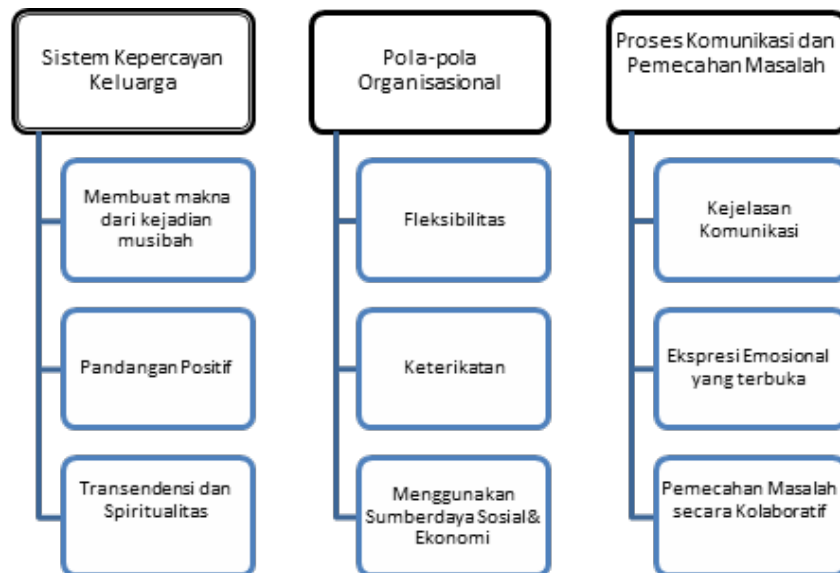 Sistem Kepercayan
Keluarga
Membuat makna
dari kejadian
musibah
Pandangan Positif
Transendensi dan
Spiritualitas
Pola-pola
Organisasional
Fleksibilitas
Keterikatan
Menggunakan
Sumberdaya Sosial&
Ekonomi
Proses Komunikasi dan
Pemecahan Masalah
Kejelasan
Komunikasi
Ekspresi Emosional
yang terbuka
Pemecahan Masalah
secara Kolaboratif